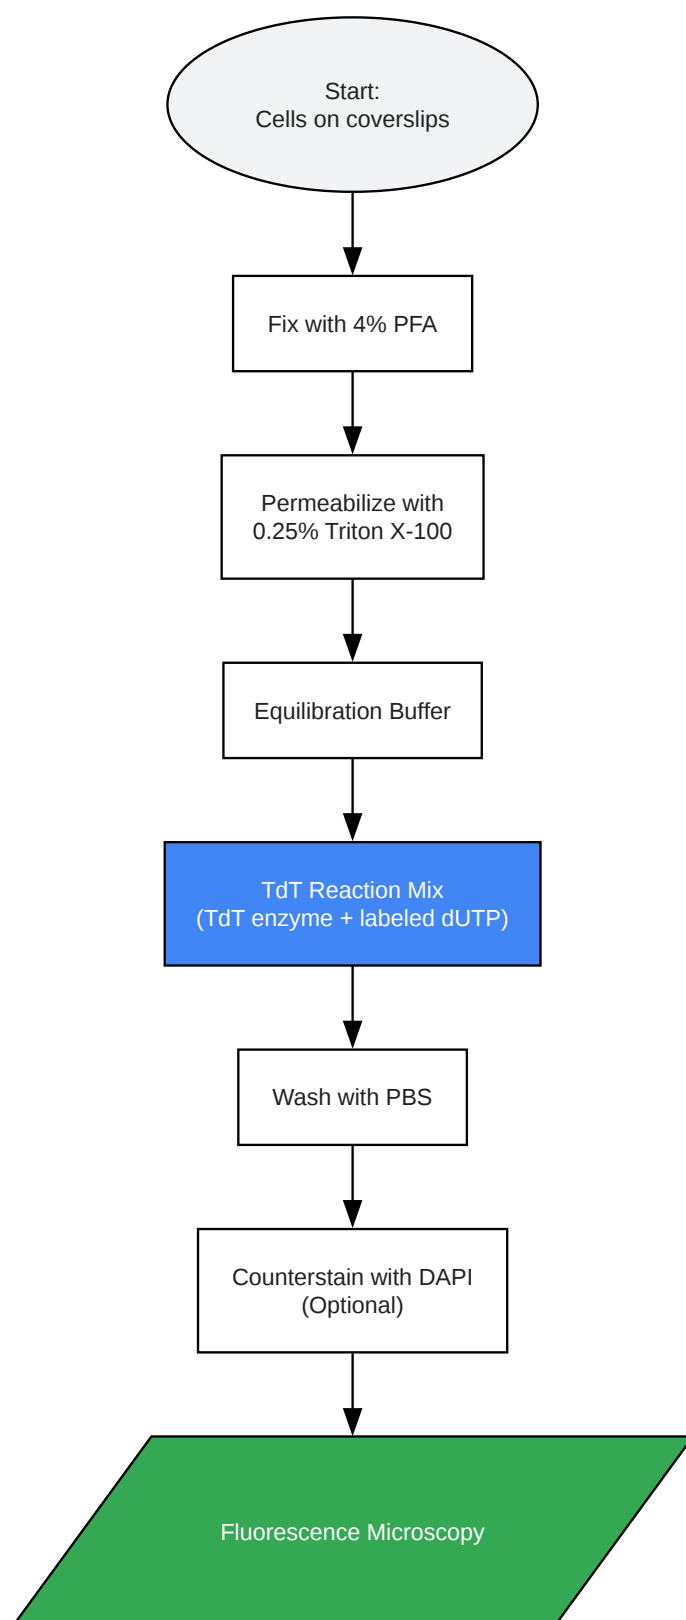 Start:
Cells on coverslips
Fix with 4% PFA
Permeabilize with
0.25% Triton X-100
Equilibration Buffer
TdT Reaction Mix
(TdT enzyme + labeled dUTP)
Wash with PBS
Counterstain with DAPI
(Optional)
Fluorescence Microscopy